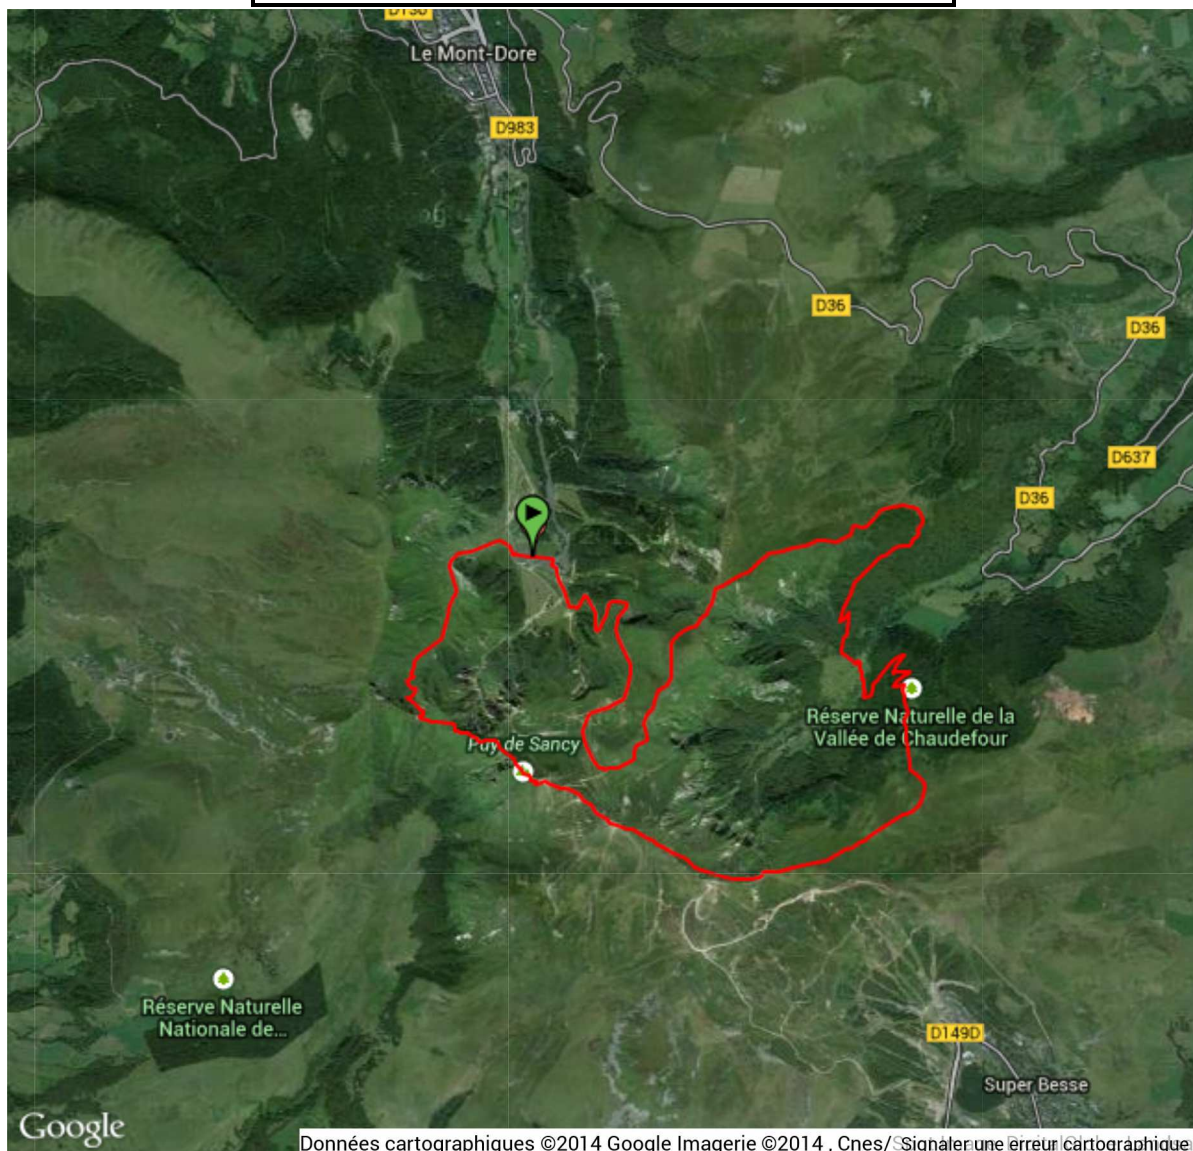 D130
Le Mont-Dore
D983
D36
D36
D637
D36
Réserve Naturelle de la
Vallée de Chaudefour
Puy de Sancy
Réserve Naturelle
Nationale de...
D149D
Super Besse
Google
Données cartographiques ©2014 Google Imagerie ©2014 , Cnes/ Signaler une erreur cartographique